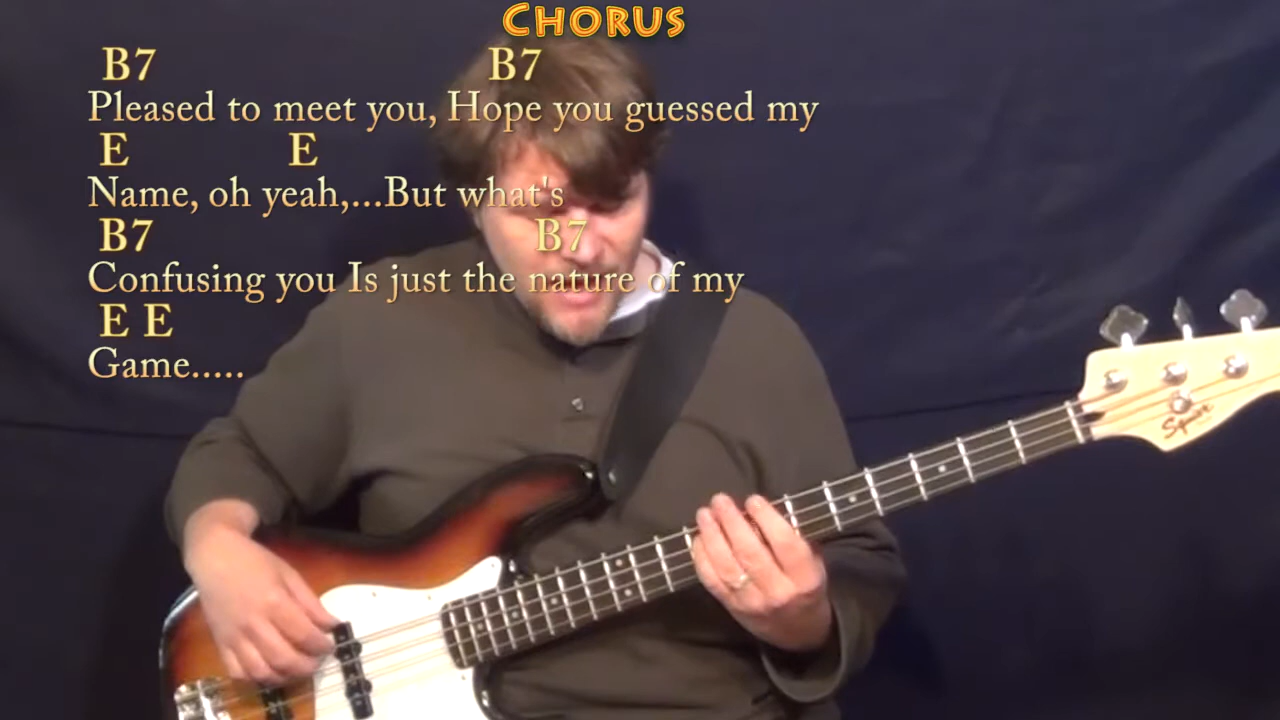 CHORUS
B7 B7
Pleased to meet you, Hope you guessed my
E E
Name, oh yeah,...But what's
B7 B7
Confusing you Is just the nature of my
E E
Game.....
Squier